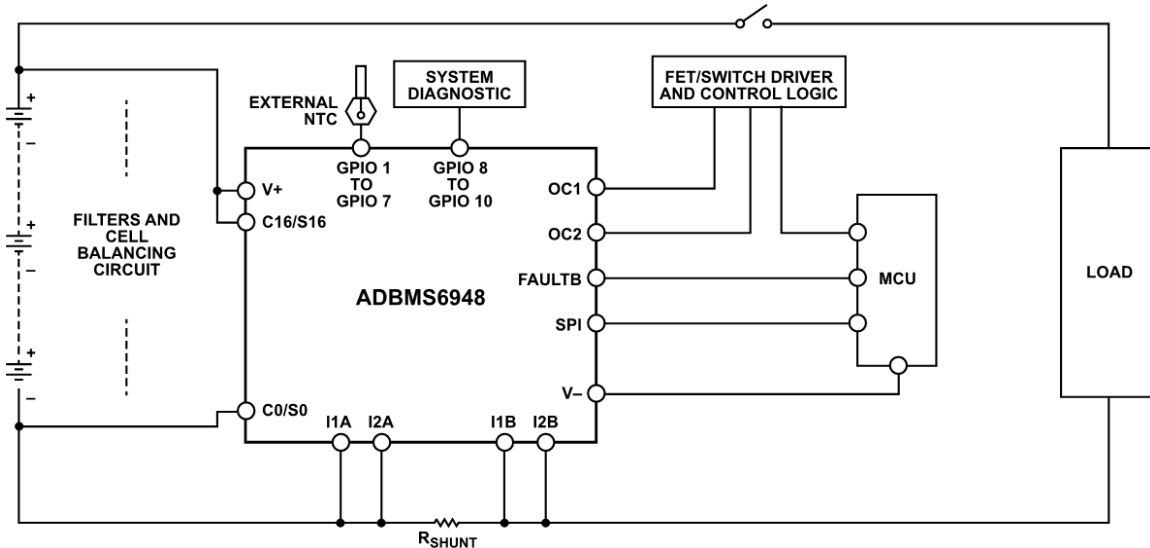 SYSTEM
DIAGNOSTIC
FET/SWITCH DRIVER
AND CONTROL LOGIC
EXTERNAL
NTC
+
–
+
–
+
–
FILTERS AND
CELL
BALANCING
CIRCUIT
V+
C16/S16
C0/S0
GPIO 1
TO
GPIO 7
GPIO 8
TO
GPIO 10
ADBMS6948
OC1
OC2
FAULTB
SPI
V–
I1A
I2A
I1B
I2B
MCU
LOAD
RSHUNT